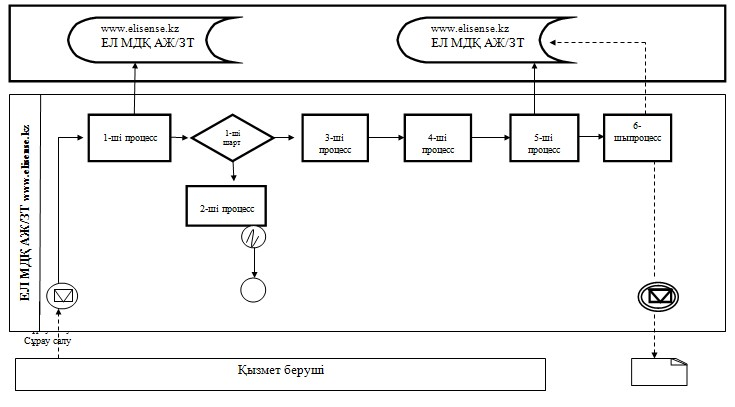 www.elisense.kz
ЕЛ МДҚ АЖ/ЗТ
www.elisense.kz
ЕЛ МДҚ АЖ/ЗТ
ЕЛ МДҚ АЖ/ЗТ www.elisense.kz
1-ші процесс
1-ші
шарт
3-ші
процесс
4-ші
процесс
5-ші
процесс
6-
шыпроцесс
2-ші процесс
Сұрау салу
Қызмет беруші